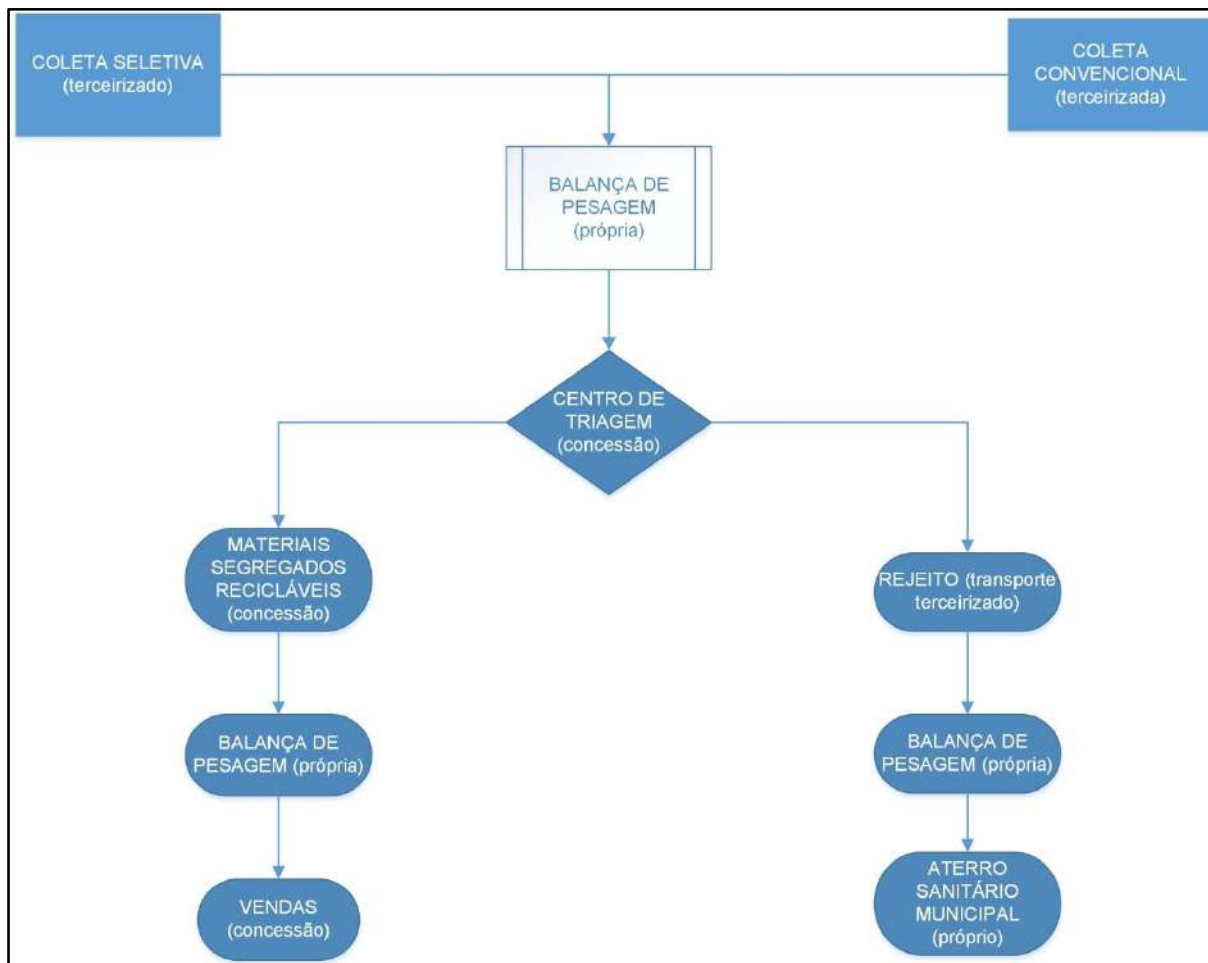 COLETA SELETIVA
(terceirizado)
COLETA
CONVENCIONAL
(terceirizada)
BALANÇA DE
PESAGEM
(própria)
CENTRO DE
TRIAGEM
(concessão)
MATERIAIS
SEGREGADOS
RECICLÁVEIS
(concessão)
REJEITO (transporte
terceirizado)
BALANÇA DE
PESAGEM (própria)
BALANÇA DE
PESAGEM (própria)
VENDAS
(concessão)
ATERRO
SANITÁRIO
MUNICIPAL
(próprio)